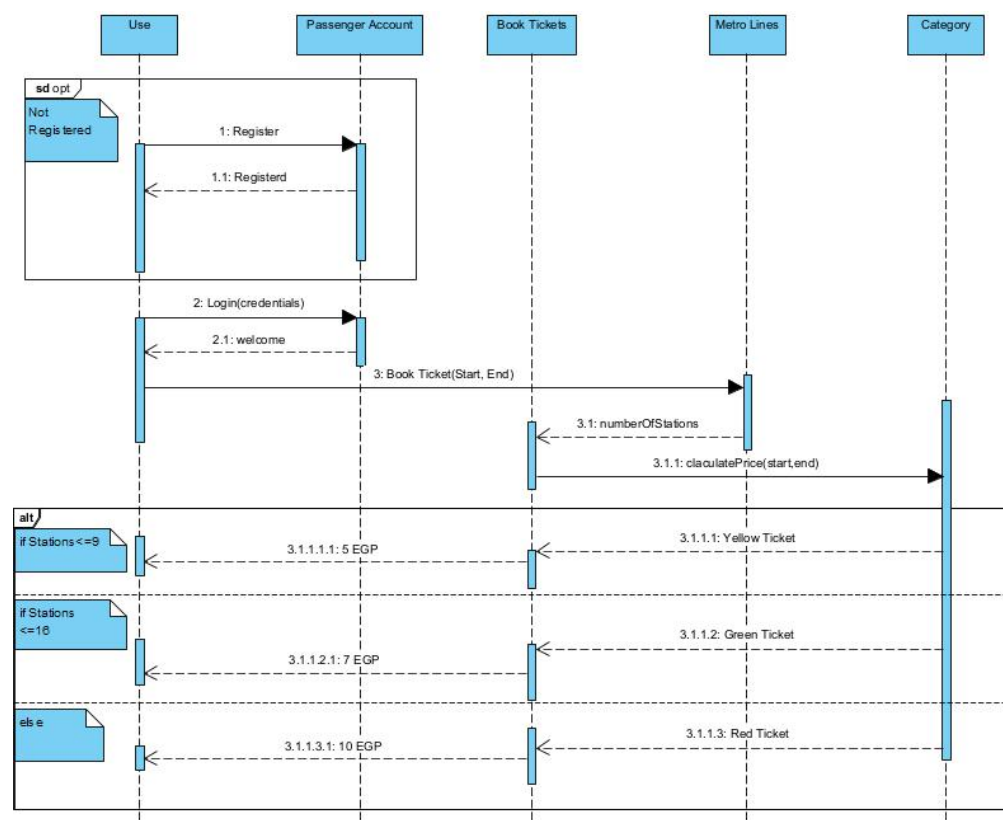 Use
Passenger Account
Book Tickets
Metro Lines
Category
sd opt
Not
Registered
1: Register
1.1: Registerd
2: Login(credentials)
2.1: welcome
3: Book Ticket(Start, End)
3.1: numberOfStations
3.1.1: claculatePrice(start,end)
alt
if Stations<=9
3.1.1.1: Yellow Ticket
3.1.1.1.1: 5 EGP
if Stations
<=16
3.1.1.2: Green Ticket
3.1.1.2.1: 7 EGP
else
3.1.1.3: Red Ticket
3.1.1.3.1: 10 EGP